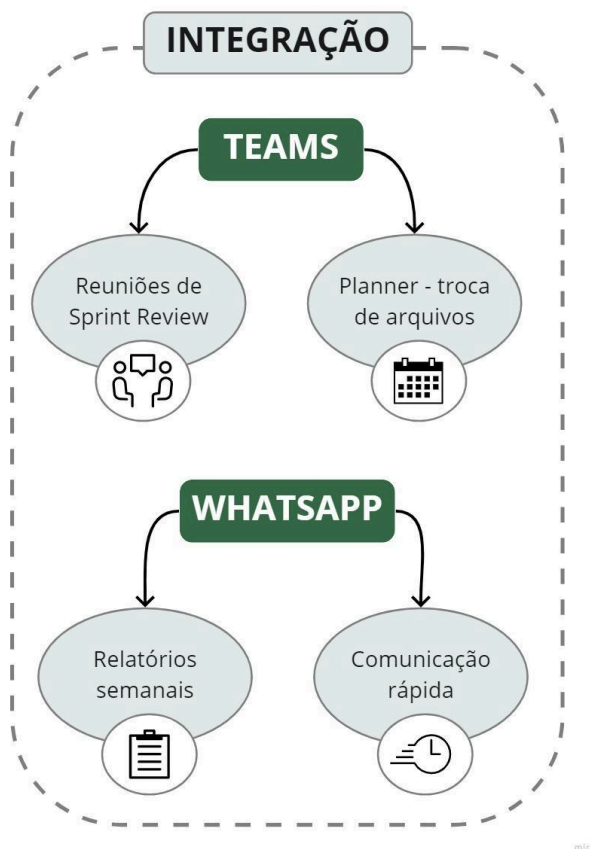 INTEGRAÇÃO
TEAMS
Reuniões de
Sprint Review
Planner - troca
de arquivos
WHATSAPP
Relatórios
semanais
Comunicação
rápida